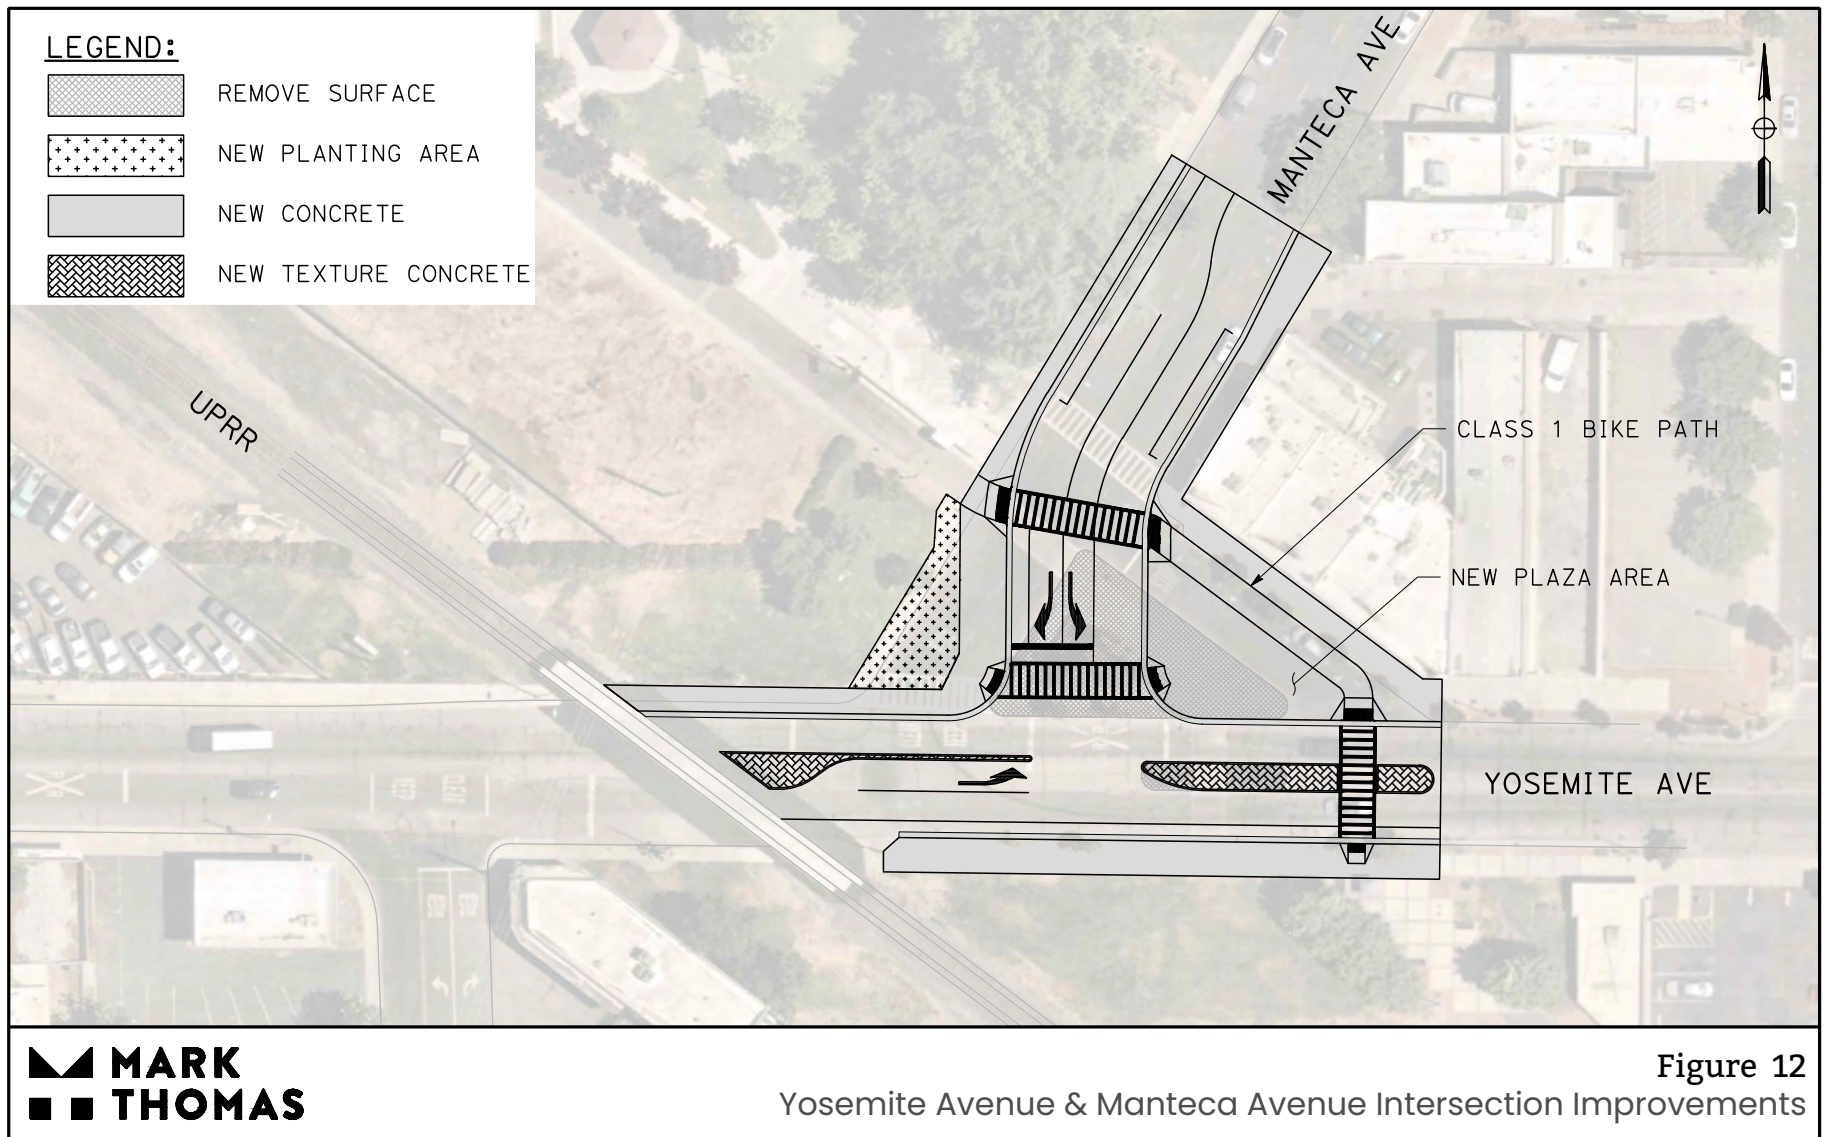 LEGEND:
REMOVE SURFACE
NEW PLANTING AREA
NEW CONCRETE
NEW TEXTURE CONCRETE
MANTECA AVE
UPRR
CLASS 1 BIKE PATH
NEW PLAZA AREA
YOSEMITE AVE
MARK
THOMAS
Figure 12
Yosemite Avenue & Manteca Avenue Intersection Improvements